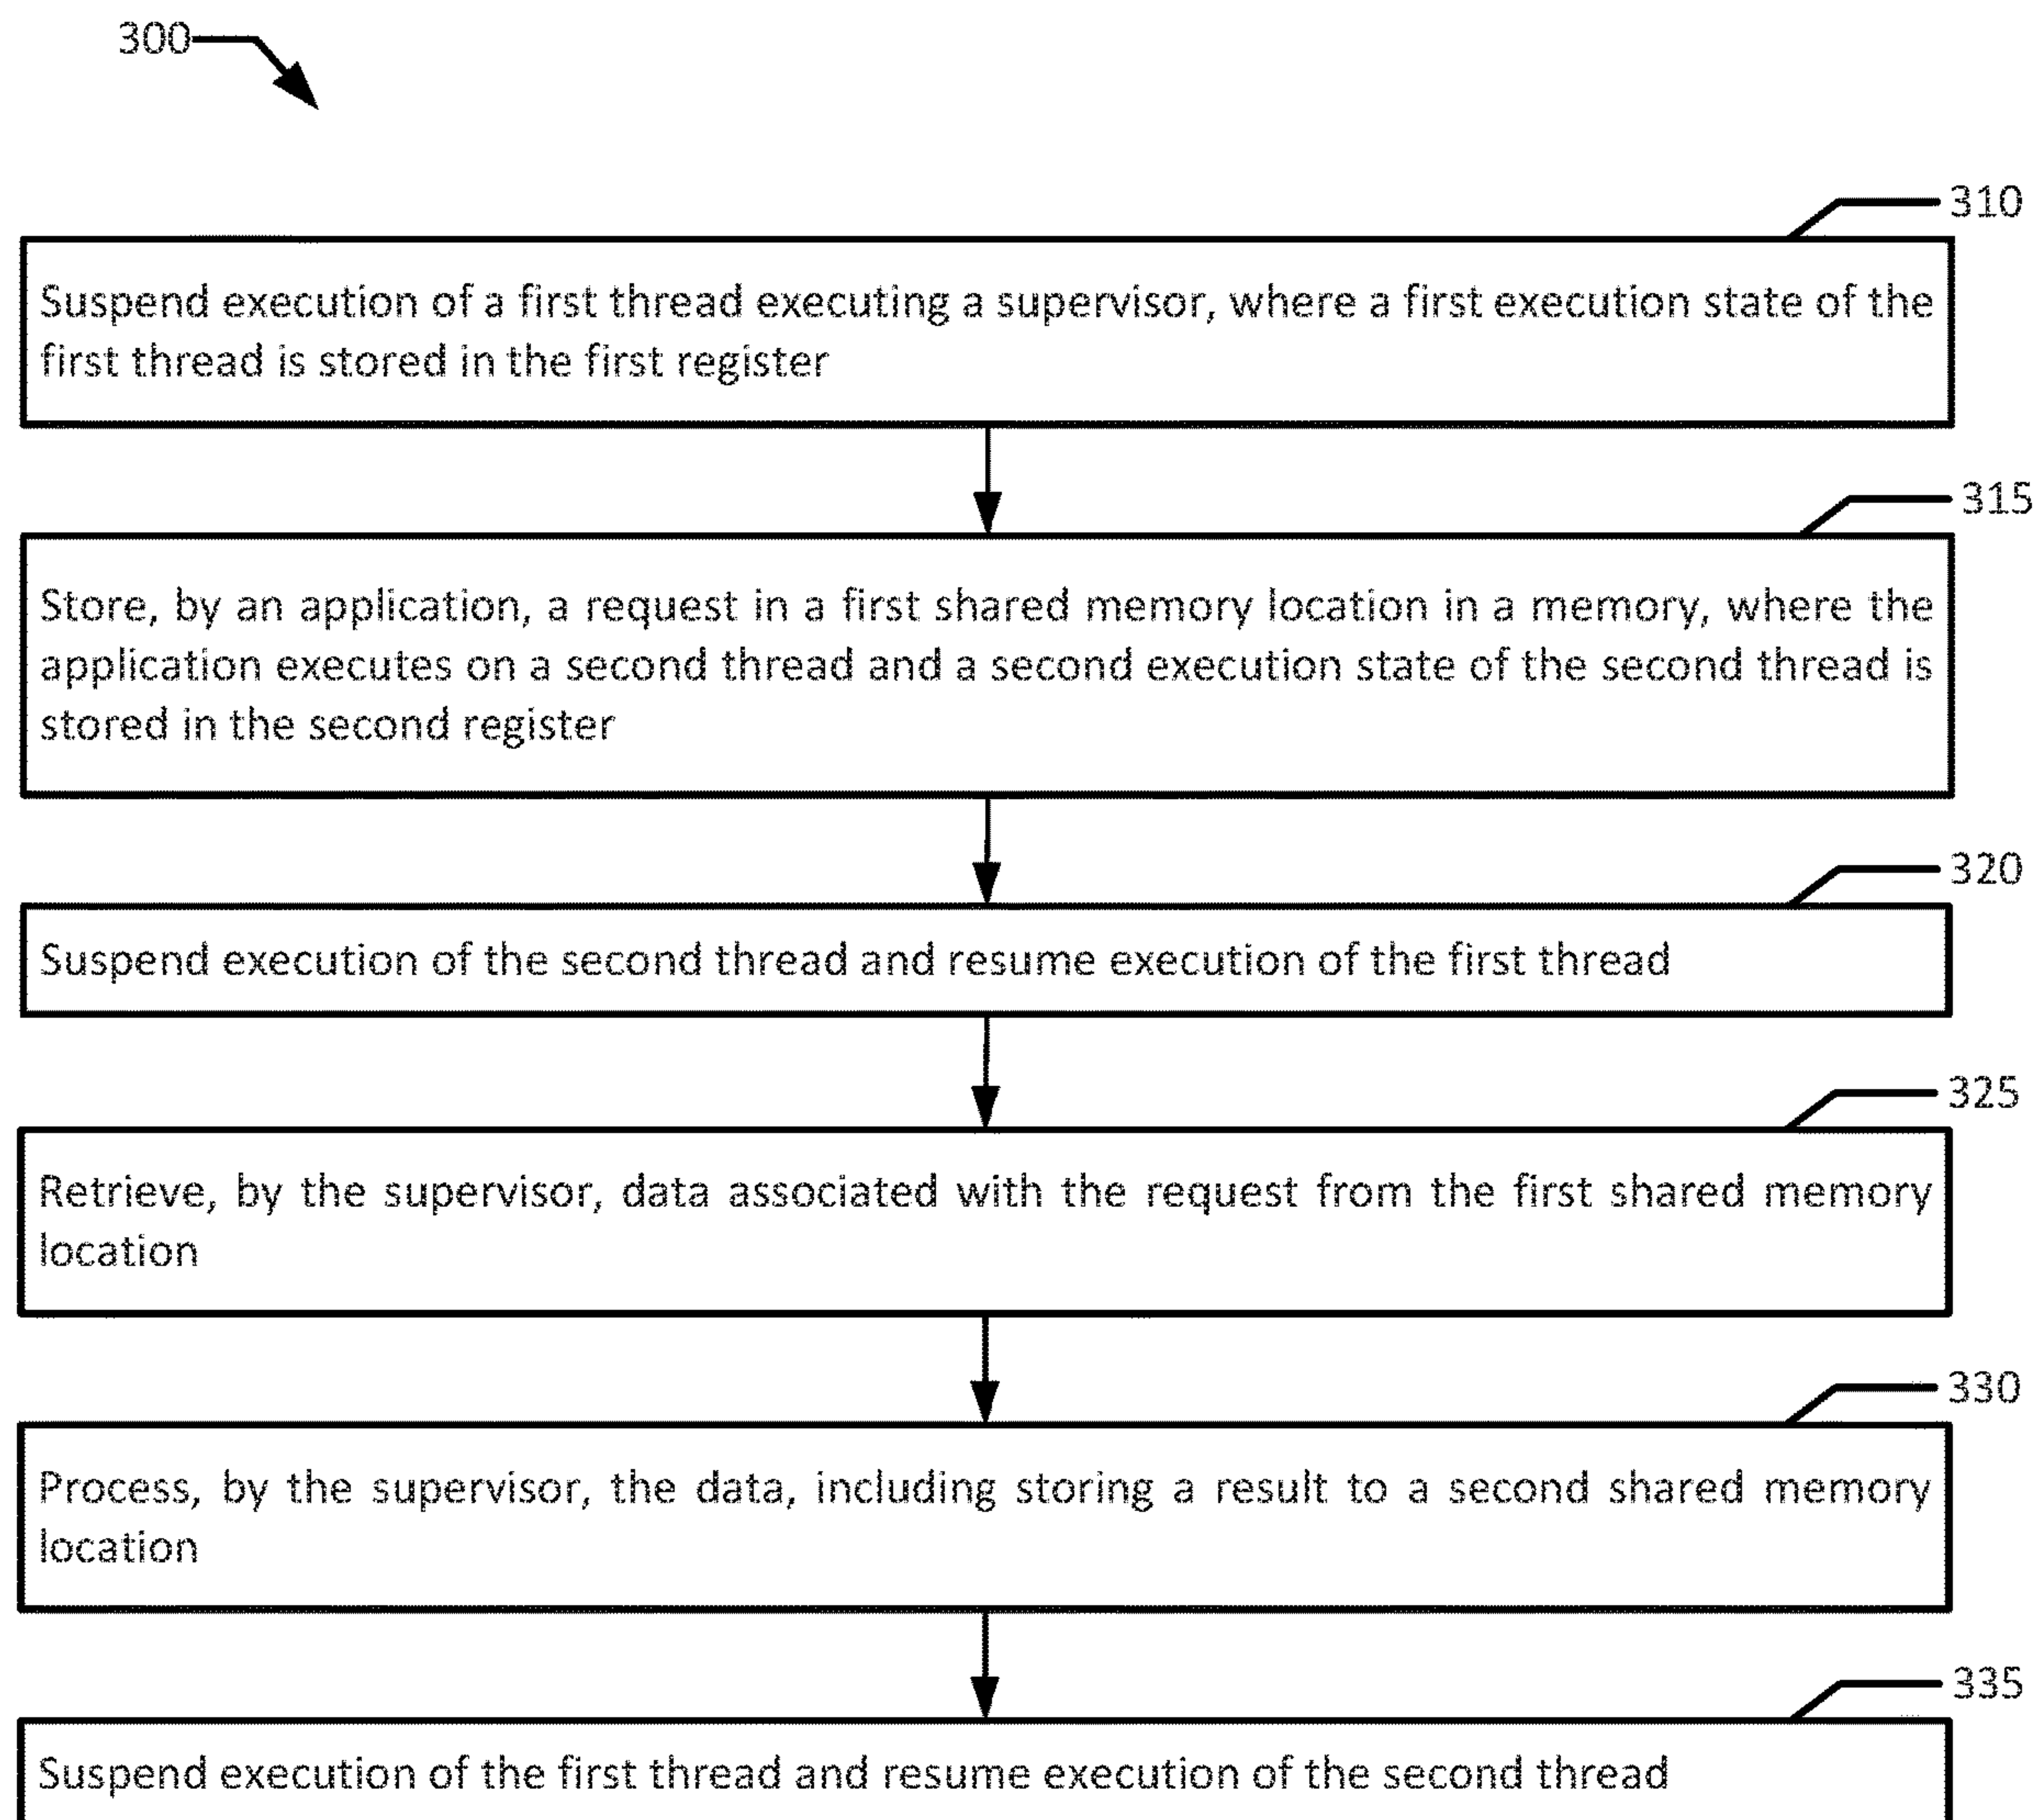 300
310
Suspend execution of a first thread executing a supervisor, where a first execution state of the
first thread is stored in the first register
315
Store, by an application, a request in a first shared memory location in a memory, where the
application executes on a second thread and a second execution state of the second thread is
stored in the second register
320
Suspend execution of the second thread and resume execution of the first thread
325
Retrieve, by the supervisor, data associated with the request from the first shared memory
location
330
Process, by the supervisor, the data, including storing a result to a second shared memory
location
335
Suspend execution of the first thread and resume execution of the second thread